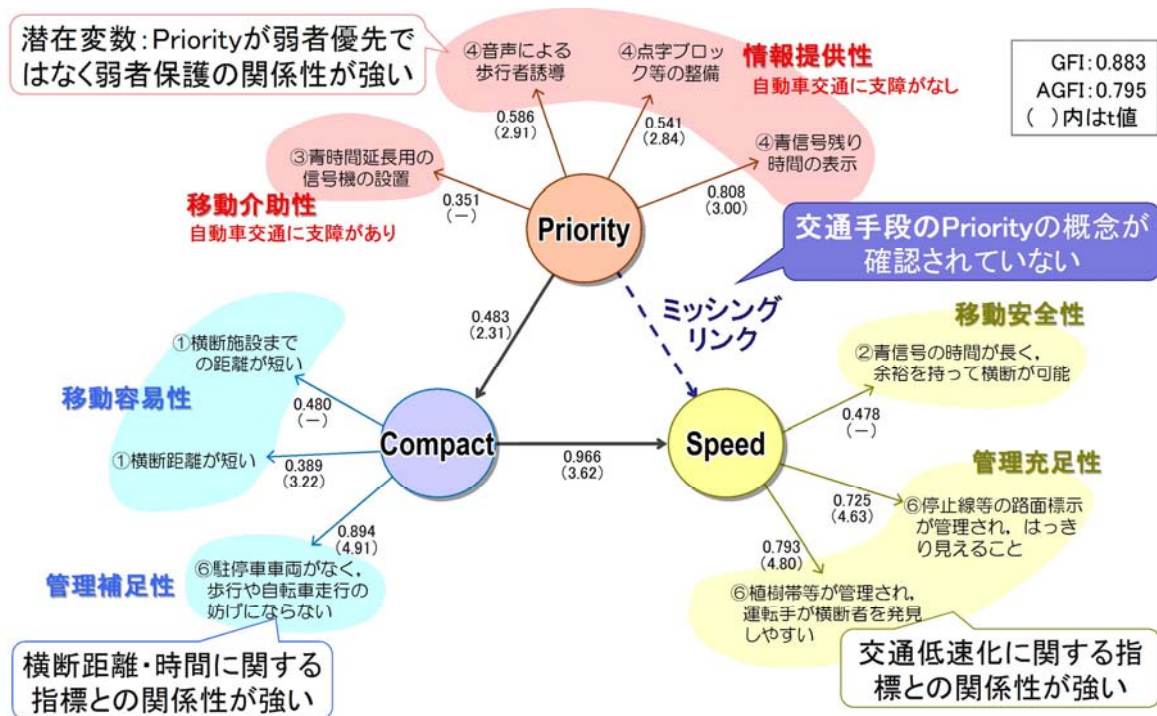 潜在変数:Priorityが弱者優先で
はなく弱者保護の関係性が強い
④音声による
歩行者誘導
④点字ブロッ
ク等の整備
情報提供性
自動車交通に支障がなし
GFI:0.883
AGFI:0.795
( )内はt値
0.586
(2.91)
0.541
(2.84)
④青信号残り
時間の表示
③青時間延長用の
信号機の設置
0.351
(-)
0.808
(3.00)
移動介助性
自動車交通に支障があり
Priority
交通手段のPriorityの概念が
確認されていない
0.483
(2.31)
ミッシング
リンク
移動安全性
①横断施設まで
の距離が短い
②青信号の時間が長く,
余裕を持って横断が可能
移動容易性
0.480
(-)
0.478
(-)
①横断距離が短い
0.389
(3.22)
Compact
0.966
(3.62)
Speed
管理充足性
0.894
(4.91)
0.725
(4.63)
⑥停止線等の路面標示
が管理され,はっき
り見えること
0.793
(4.80)
管理補足性
⑥駐停車車両がなく,
歩行や自転車走行の
妨げにならない
⑥植樹帯等が管理され,
運転手が横断者を発見
しやすい
横断距離・時間に関する
指標との関係性が強い
交通低速化に関する指
標との関係性が強い